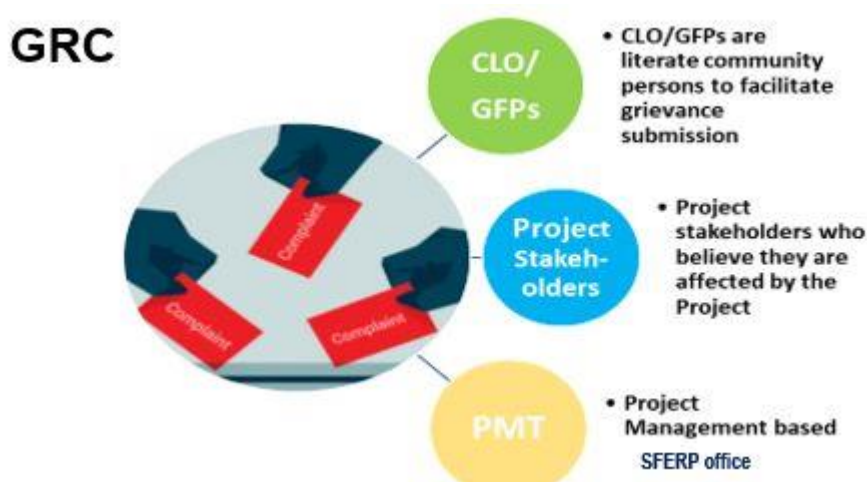 GRC
CLO/
GFPs
• CLO/GFPs are
literate community
persons to facilitate
grievance
submission
Complaint
Complaint
Complaint
Project
Stakeh-
olders
• Project
stakeholders who
believe they are
affected by the
Project
PMT
• Project
Management based
SFERP office